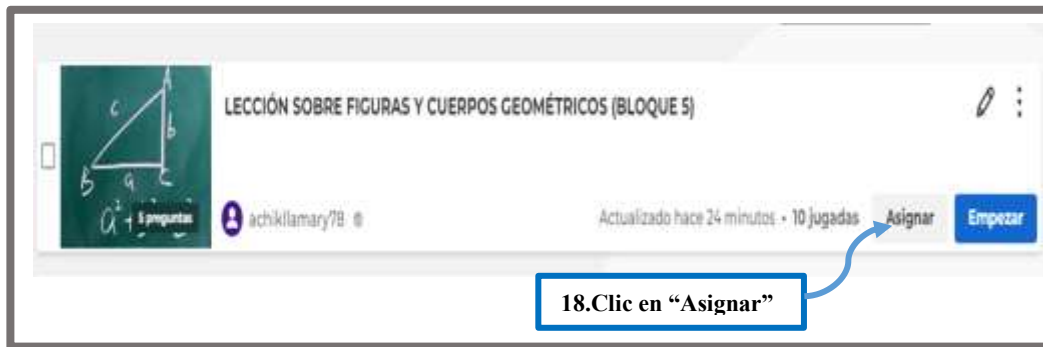 LECCIÓN SOBRE FIGURAS Y CUERPOS GEOMÉTRICOS (BLOQUE 5)
A
c
b
B
a
C
5 preguntas
achikllamary78
Actualizado hace 24 minutos • 10 jugadas
Asignar
Empezar
18.Clic en “Asignar”